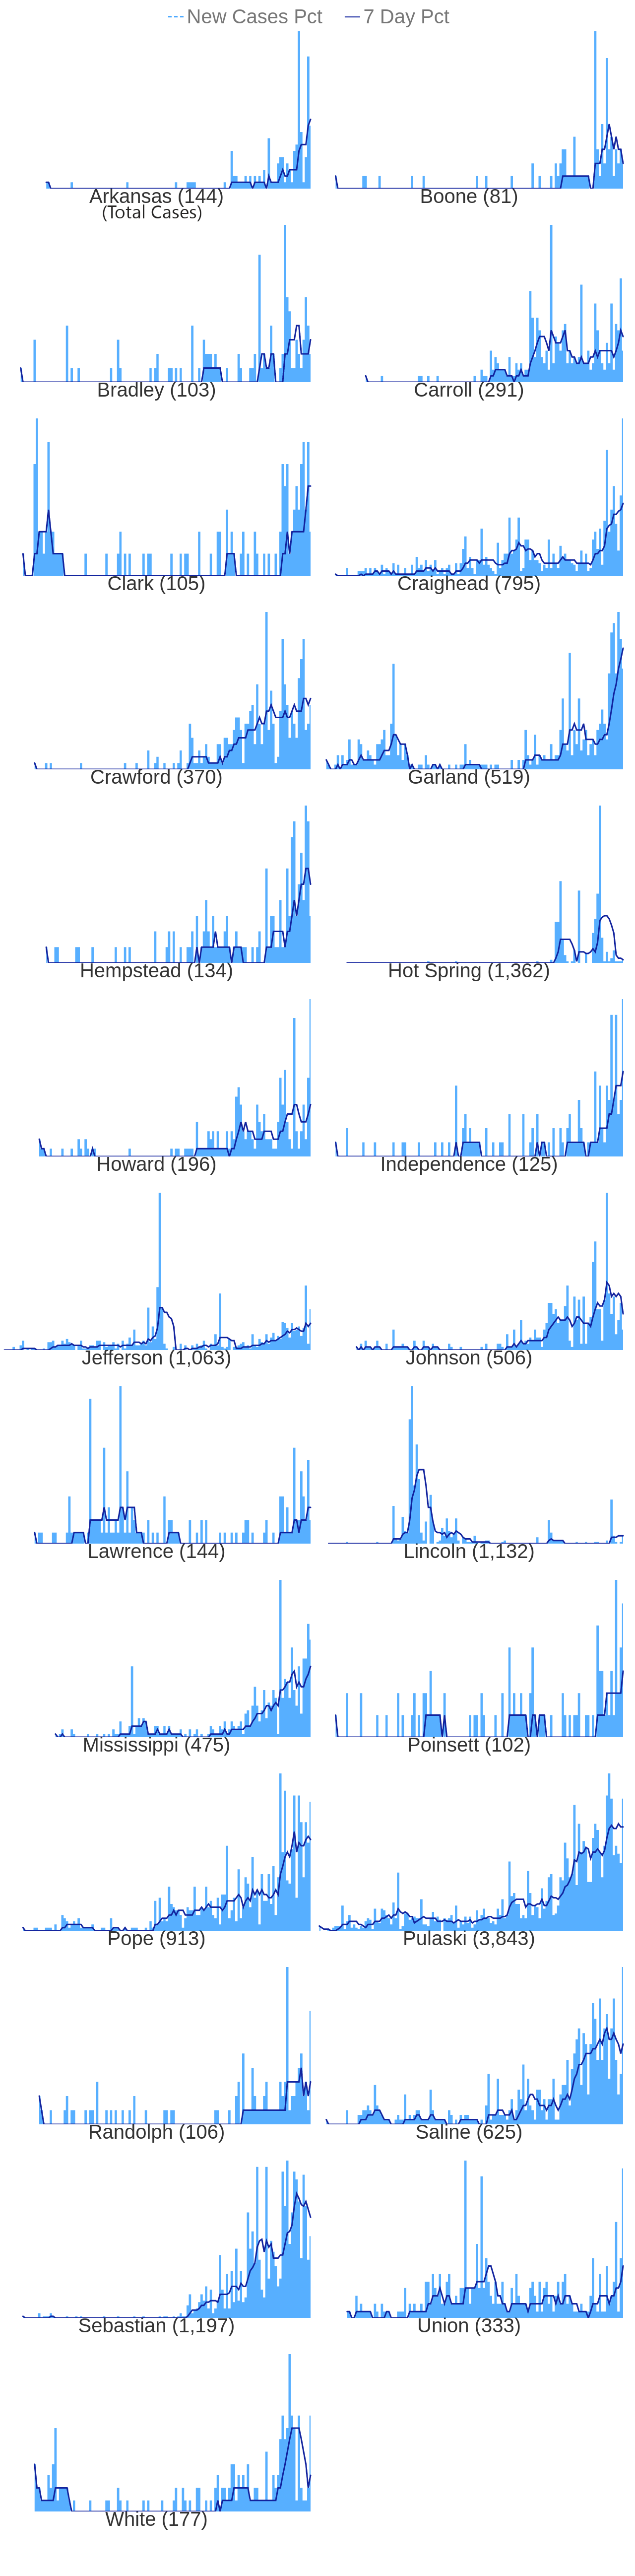 New Cases Pct 7 Day Pct
Arkansas (144) Boone (81)
(Total Cases)
Bradley (103) Carroll (291)
Clark (105) Craighead (795)
Crawford (370) Garland (519)
Hempstead (134) Hot Spring (1,362)
Howard (196) Independence (125)
Jefferson (1,063) Johnson (506)
Lawrence (144) Lincoln (1,132)
Mississippi (475) Poinsett (102)
Pope (913) Pulaski (3,843)
Randolph (106) Saline (625)
Sebastian (1,197) Union (333)
White (177)